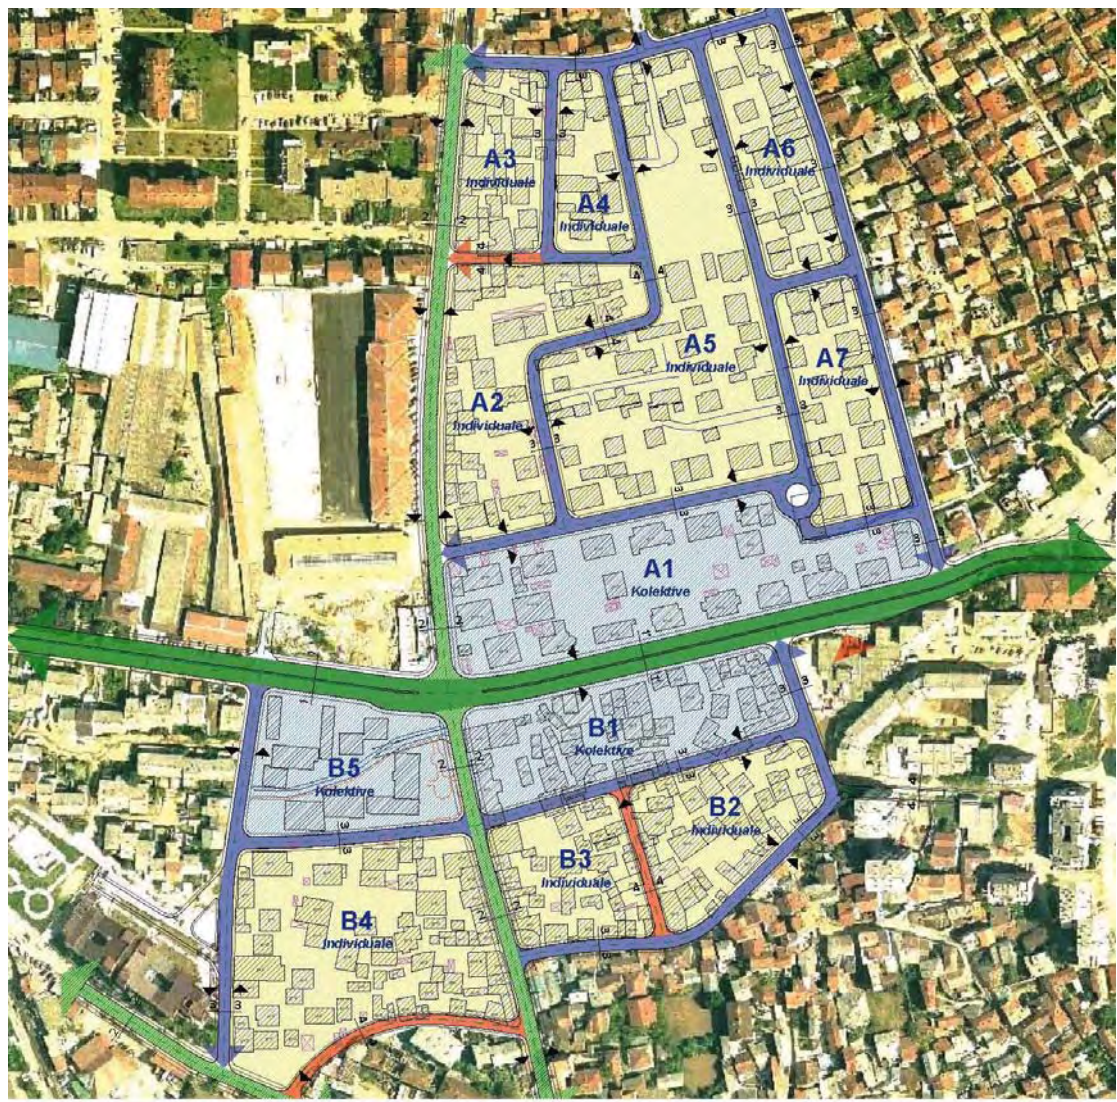 A3
Individuale
A4
Individuale
A6
Individuale
A5
Individuale
A7
Individuale
A2
Individuale
A1
Kolektive
B1
Kolektive
B5
Kolektive
B2
Individuale
B3
Individuale
B4
Individuale